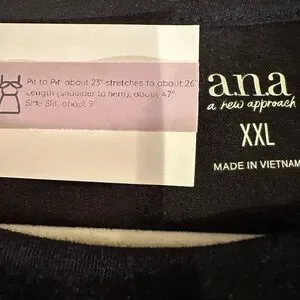 Pit to Pit about 23" stretches to about 26"
Length (shoulder to hem), about 47"
Side Slit, about 9"
a.n.a
a new approach
XXL
MADE IN VIETNAM